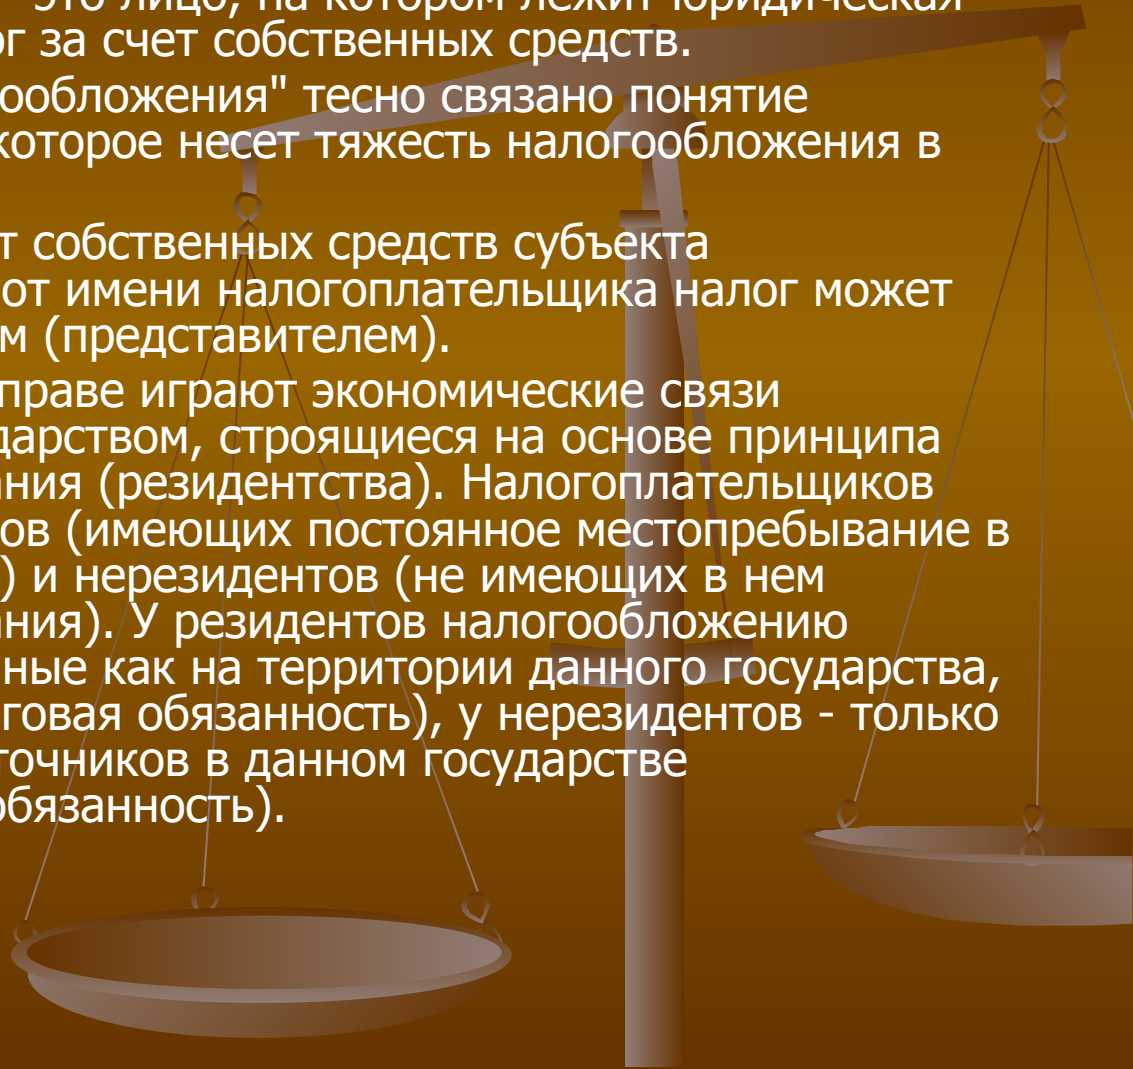 это лицо, на котором лежит юридическая
ог за счет собственных средств.
ообложения" тесно связано понятие
которое несет тяжесть налогообложения в
т собственных средств субъекта
от имени налогоплательщика налог может
м (представителем).
праве играют экономические связи
дарством, строящиеся на основе принципа
ния (резидентства). Налогоплательщиков
ов (имеющих постоянное местопребывание в
) и нерезидентов (не имеющих в нем
ания). У резидентов налогообложению
ные как на территории данного государства,
говая обязанность), у нерезидентов - только
точников в данном государстве
обязанность).